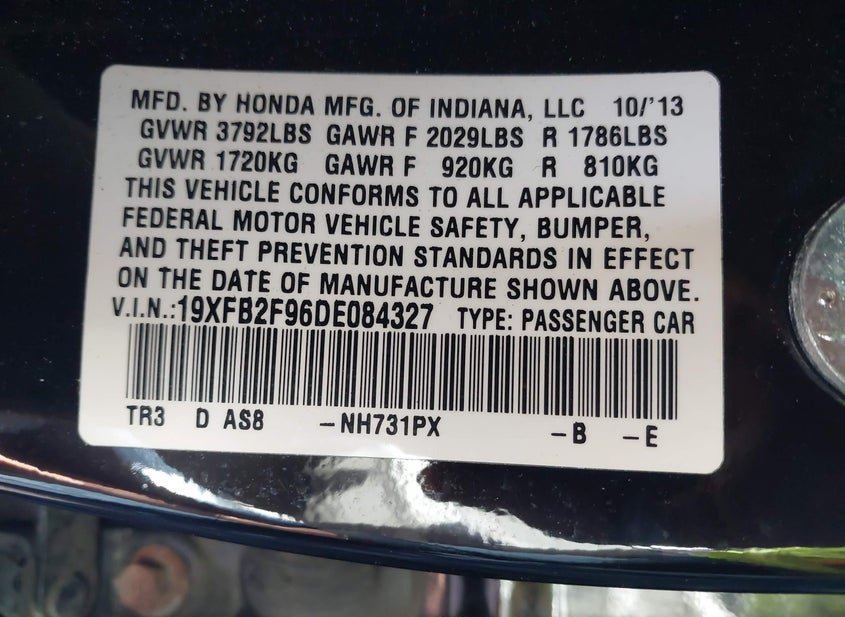 MFD. BY HONDA MFG. OF INDIANA, LLC 10/'13
GVWR 3792LBS GAWR F 2029LBS R 1786LBS
GVWR 1720KG GAWR F 920KG R 810KG
THIS VEHICLE CONFORMS TO ALL APPLICABLE
FEDERAL MOTOR VEHICLE SAFETY, BUMPER,
AND THEFT PREVENTION STANDARDS IN EFFECT
ON THE DATE OF MANUFACTURE SHOWN ABOVE.
V.I.N.:19XFB2F96DE084327 TYPE: PASSENGER CAR
TR3 D AS8 -NH731PX -B -E